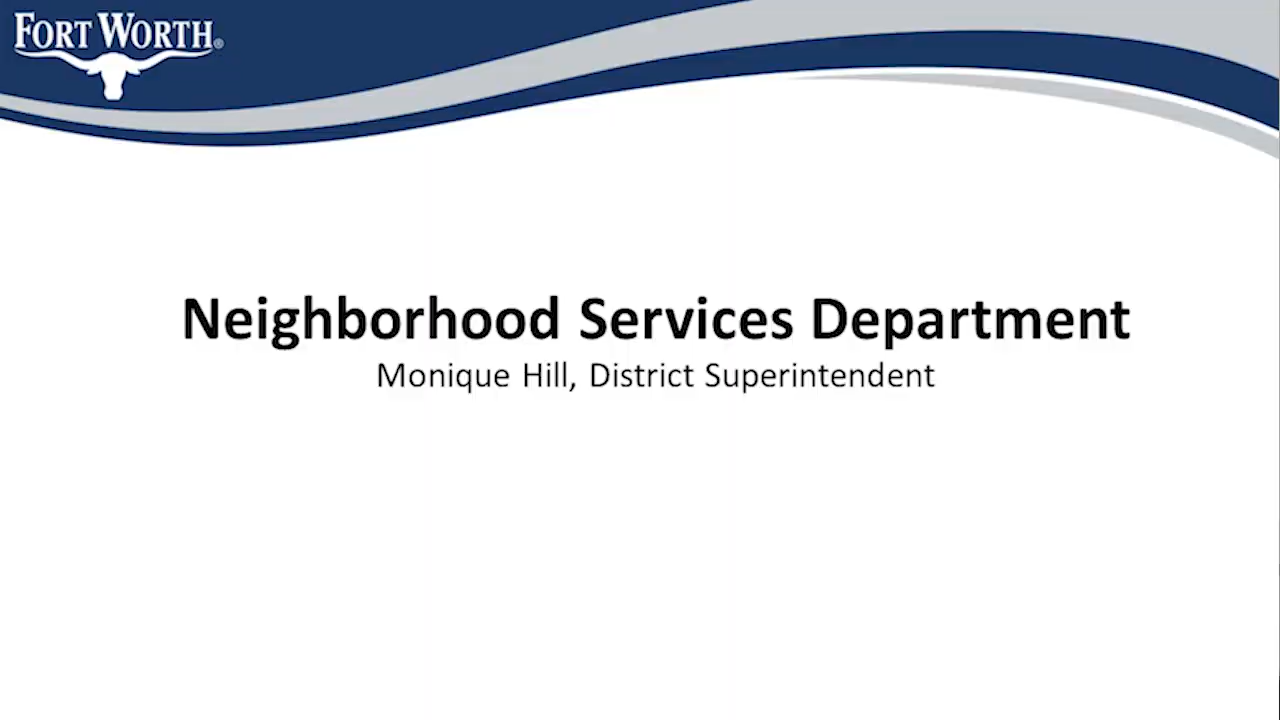 FORT WORTH®
Neighborhood Services Department
Monique Hill, District Superintendent